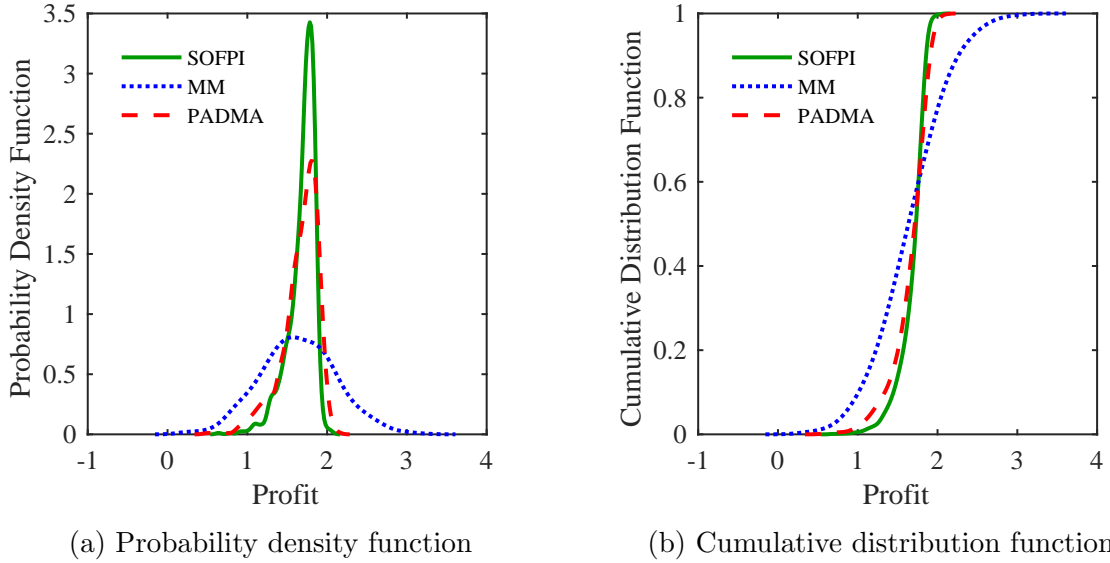 Probability Density Function
3.5
3
2.5
2
1.5
1
0.5
0
SOFPI
MM
PADMA
-1 0 1 2 3 4
Profit
(a) Probability density function
Cumulative Distribution Function
1
0.8
0.6
0.4
0.2
0
SOFPI
MM
PADMA
-1 0 1 2 3 4
Profit
(b) Cumulative distribution function